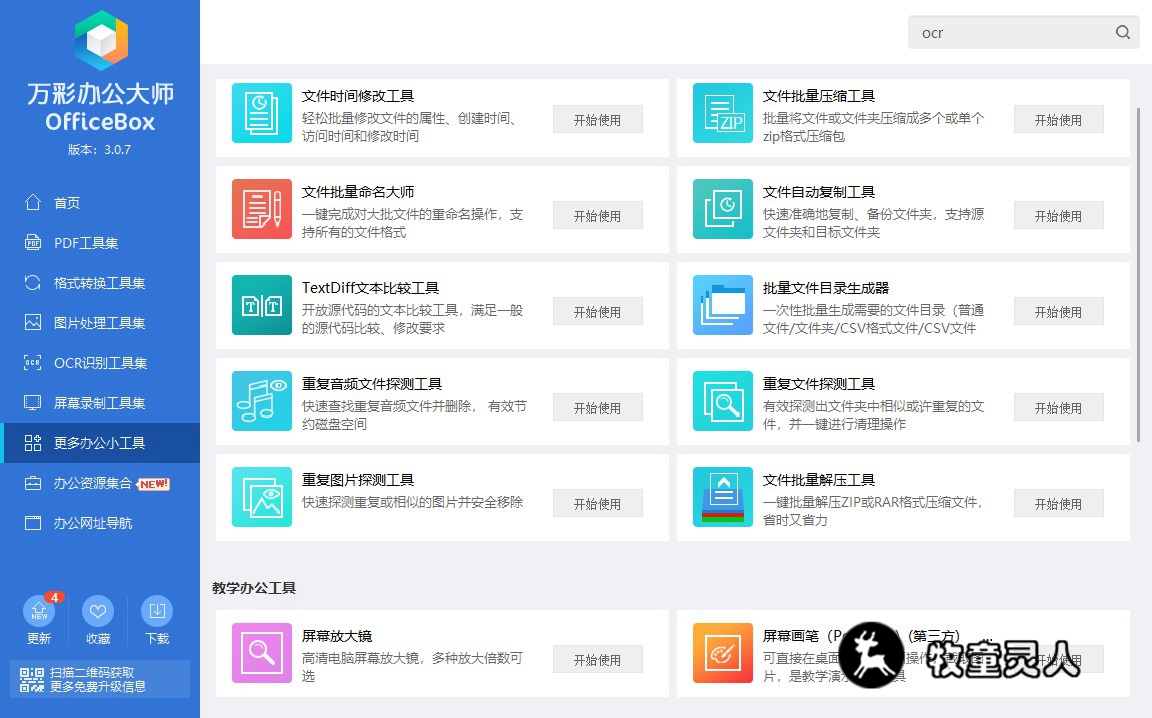 万彩办公大师
OfficeBox
版本：3.0.7
首页
PDF工具集
格式转换工具集
图片处理工具集
OCR识别工具集
屏幕录制工具集
更多办公小工具
办公资源集合 NEW!
办公网址导航
4
NEW
更新
收藏
下载
扫描二维码获取
更多免费升级信息
ocr
文件时间修改工具
轻松批量修改文件的属性、创建时间、
访问时间和修改时间
开始使用
ZIP
文件批量压缩工具
批量将文件或文件夹压缩成多个或单个
zip格式压缩包
开始使用
文件批量命名大师
一键完成对大批文件的重命名操作，支
持所有的文件格式
开始使用
文件自动复制工具
快速准确地复制、备份文件夹，支持源
文件夹和目标文件夹
开始使用
T T
TextDiff文本比较工具
开放源代码的文本比较工具，满足一般
的源代码比较、修改要求
开始使用
批量文件目录生成器
一次性批量生成需要的文件目录（普通
文件/文件夹/CSV格式文件/CSV文件
开始使用
重复音频文件探测工具
快速查找重复音频文件并删除， 有效节
约磁盘空间
开始使用
重复文件探测工具
有效探测出文件夹中相似或许重复的文
件，并一键进行清理操作
开始使用
重复图片探测工具
快速探测重复或相似的图片并安全移除
开始使用
文件批量解压工具
一键批量解压ZIP或RAR格式压缩文件，
省时又省力
开始使用
教学办公工具
屏幕放大镜
高清电脑屏幕放大镜，多种放大倍数可
选
开始使用
屏幕画笔（P）（第三方） ...
可直接在桌面操作，截取图
片，是教学演示具
开始使用
牧童灵人